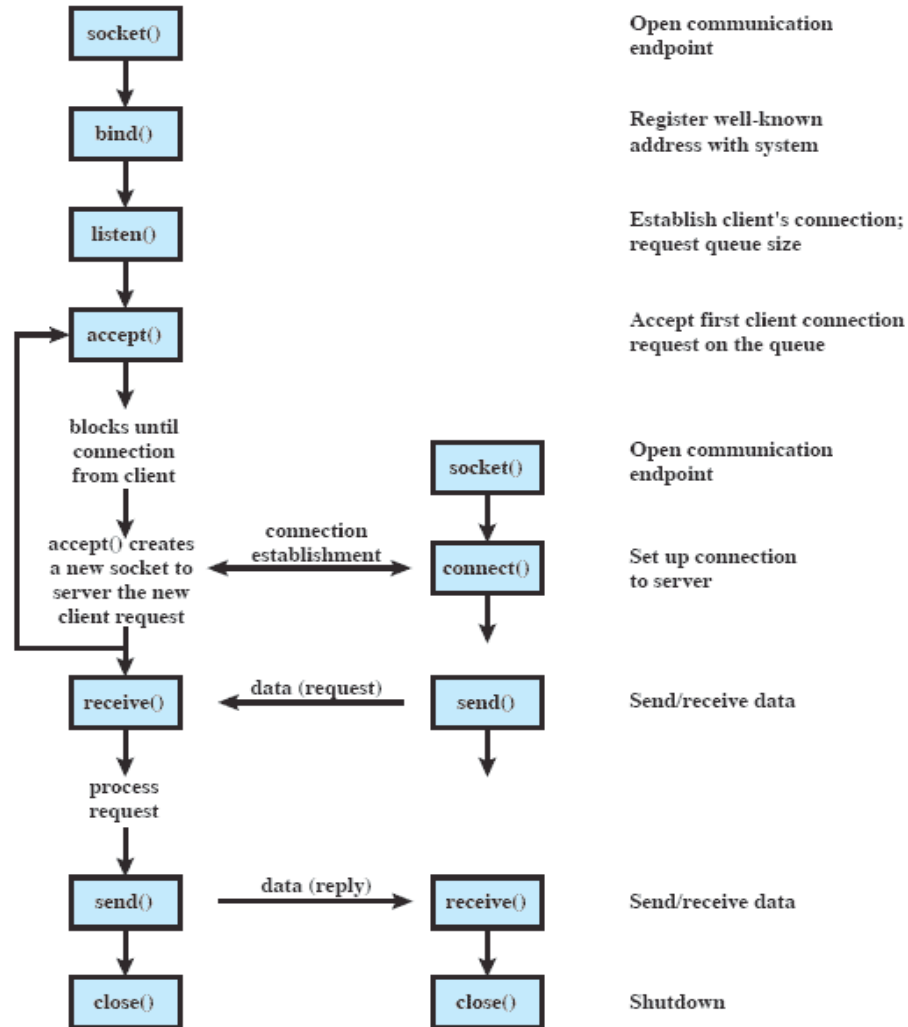 socket()
Open communication
endpoint
bind()
Register well-known
address with system
listen()
Establish client's connection;
request queue size
accept()
Accept first client connection
request on the queue
blocks until
connection
from client
socket()
Open communication
endpoint
accept() creates
a new socket to
server the new
client request
connection
establishment
connect()
Set up connection
to server
receive()
data (request)
send()
Send/receive data
process
request
send()
data (reply)
receive()
Send/receive data
close()
close()
Shutdown